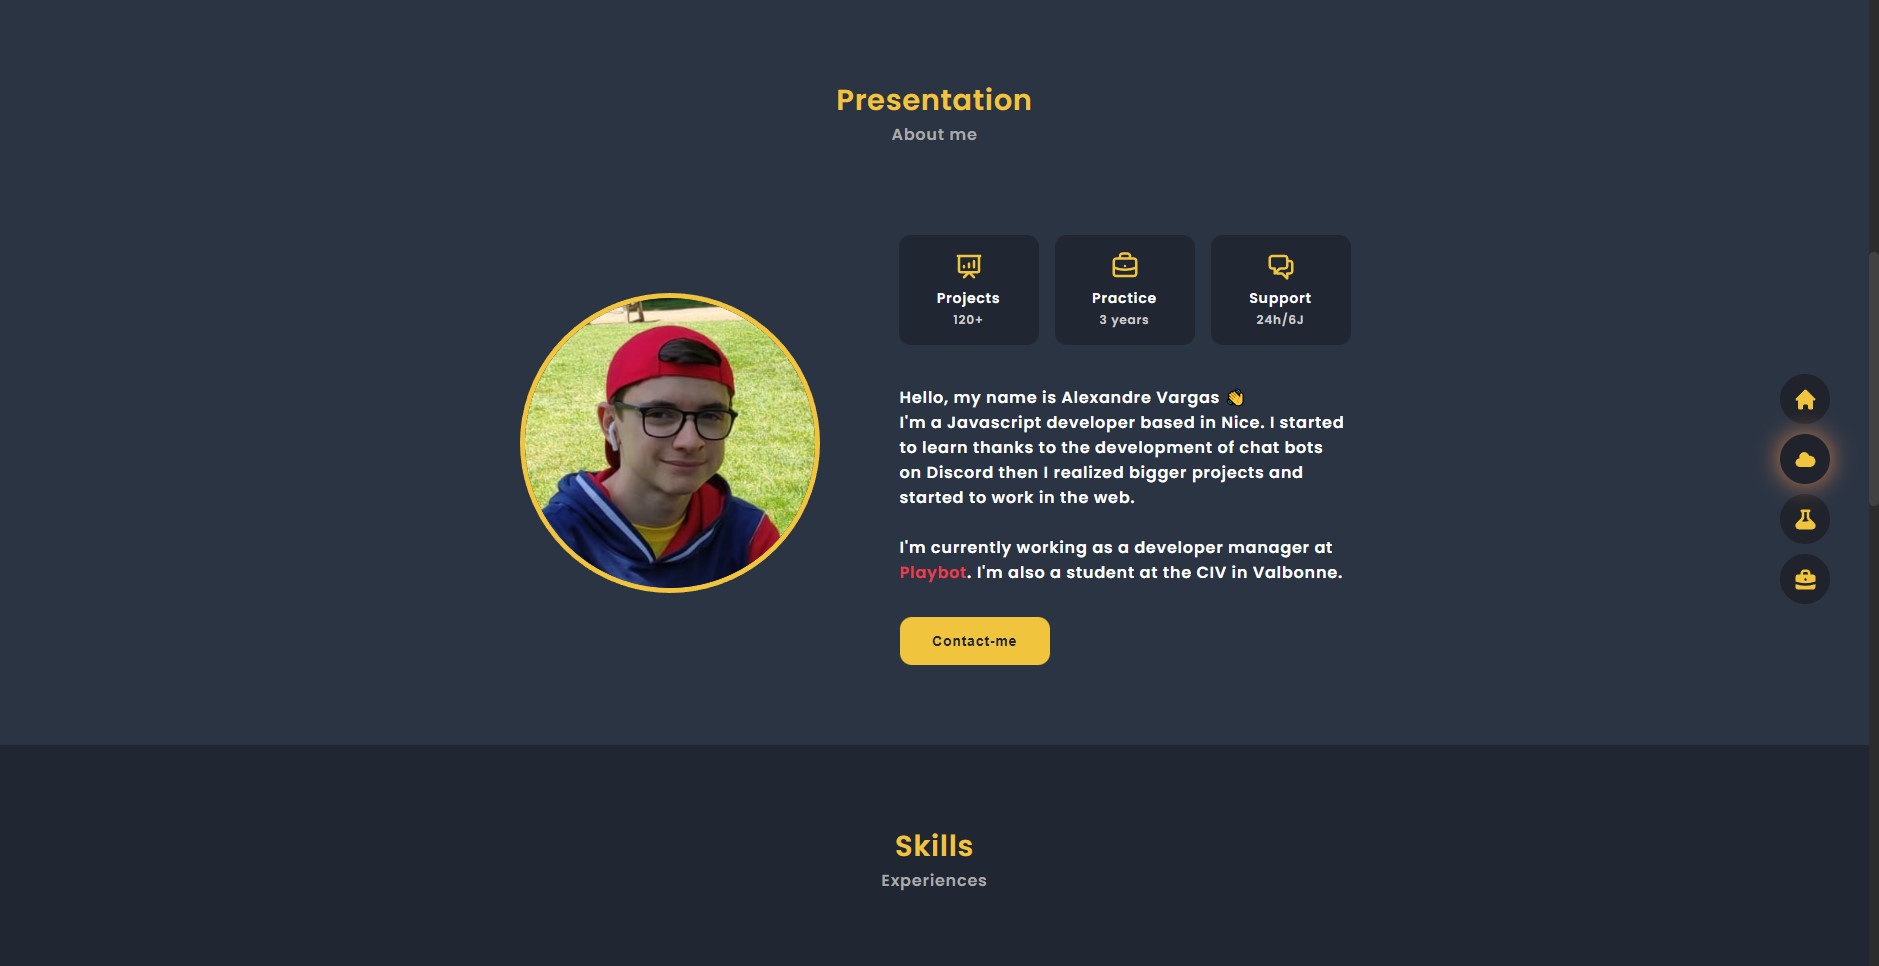 Presentation
About me
Projects
120+
Practice
3 years
Support
24h/6J
Hello, my name is Alexandre Vargas 👋
I'm a Javascript developer based in Nice. I started
to learn thanks to the development of chat bots
on Discord then I realized bigger projects and
started to work in the web.
I'm currently working as a developer manager at
Playbot. I'm also a student at the CIV in Valbonne.
Contact-me
Skills
Experiences